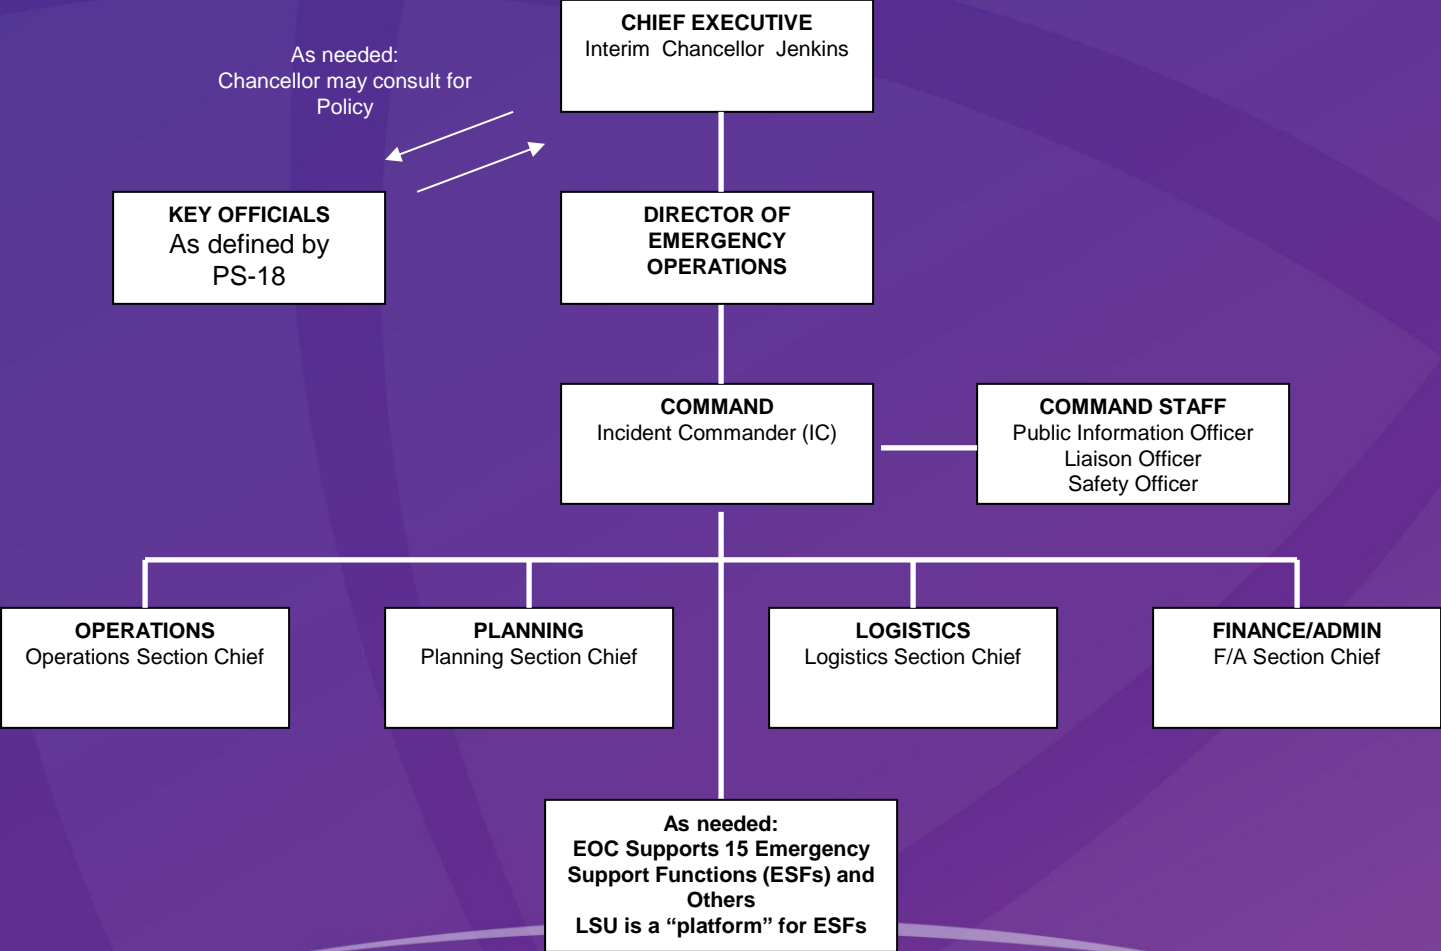 CHIEF EXECUTIVE
Interim Chancellor Jenkins
As needed:
Chancellor may consult for
Policy
KEY OFFICIALS
As defined by
PS-18
DIRECTOR OF
EMERGENCY
OPERATIONS
COMMAND
Incident Commander (IC)
COMMAND STAFF
Public Information Officer
Liaison Officer
Safety Officer
OPERATIONS
Operations Section Chief
PLANNING
Planning Section Chief
LOGISTICS
Logistics Section Chief
FINANCE/ADMIN
F/A Section Chief
As needed:
EOC Supports 15 Emergency
Support Functions (ESFs) and
Others
LSU is a “platform” for ESFs